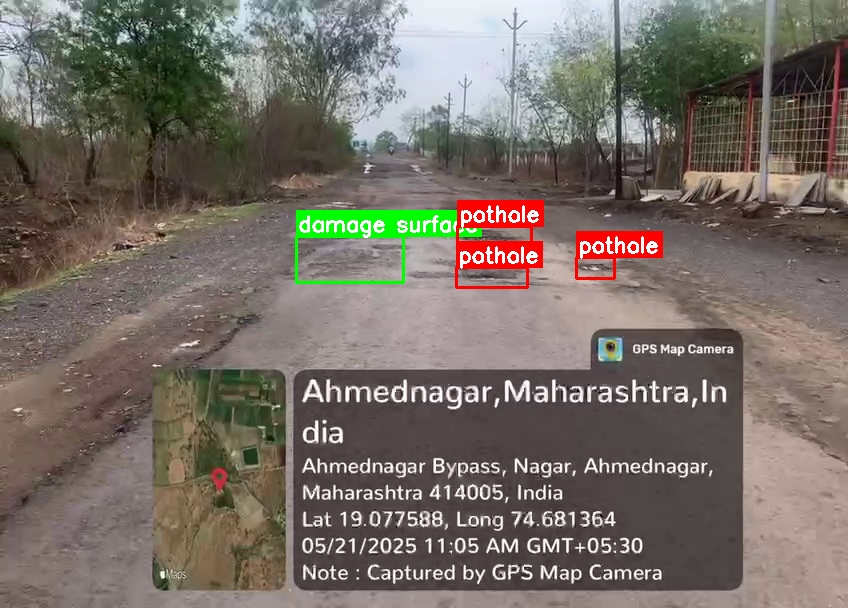 damage surface
pothole
pothole
pothole
GPS Map Camera
Ahmednagar,Maharashtra,In
dia
Ahmednagar Bypass, Nagar, Ahmednagar,
Maharashtra 414005, India
Lat 19.077588, Long 74.681364
05/21/2025 11:05 AM GMT+05:30
Note : Captured by GPS Map Camera
Maps